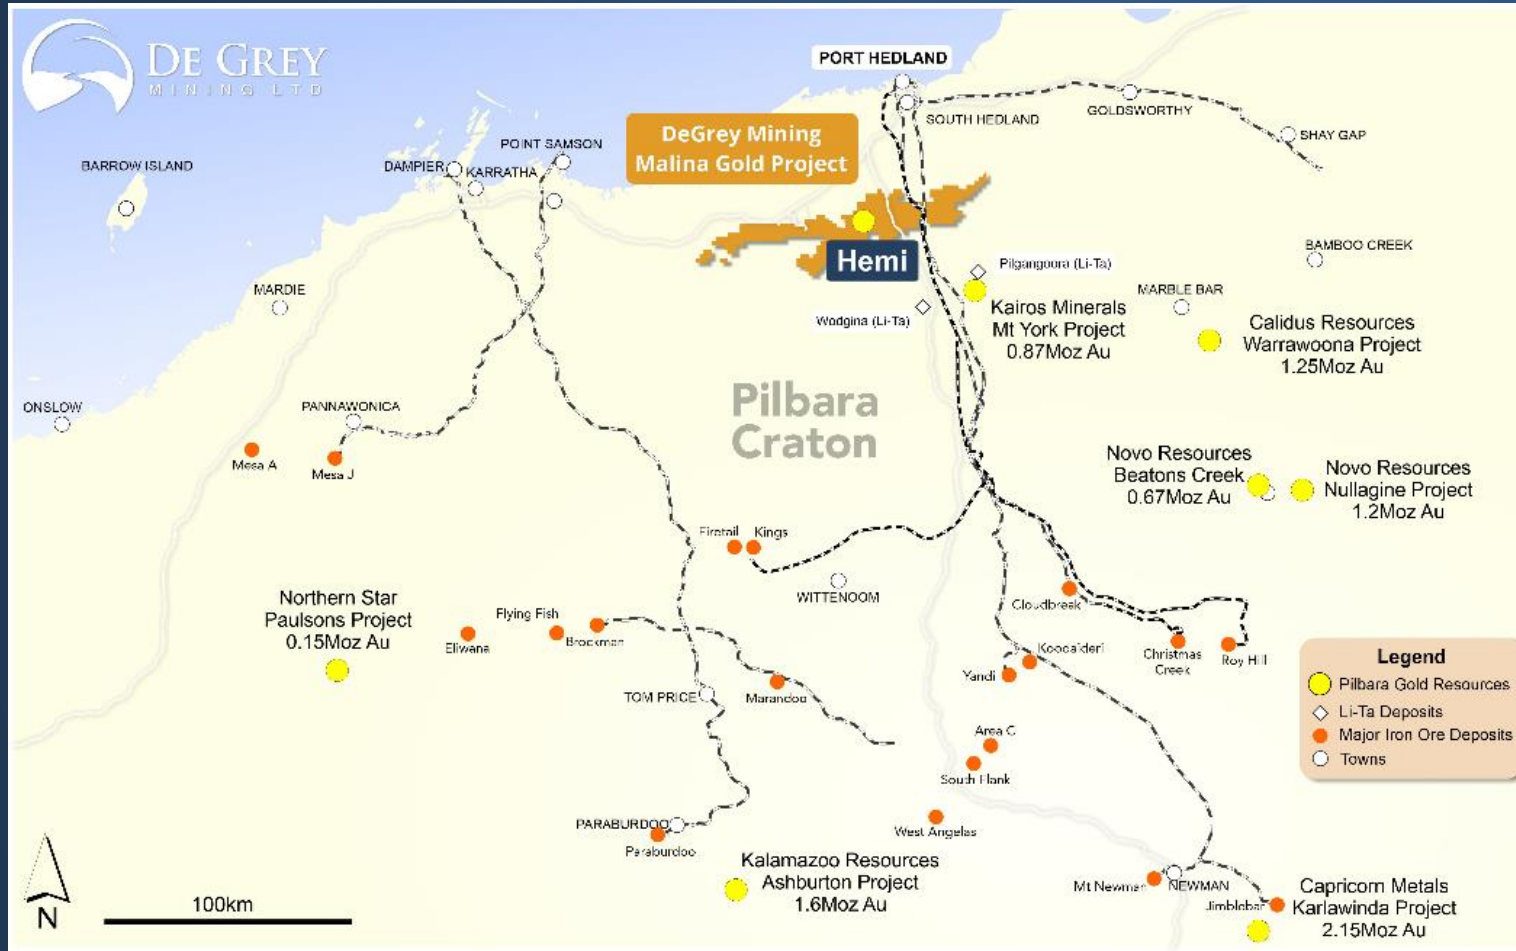 DE GREY
MINING LTD
PORT HEDLAND
SOUTH HEDLAND
GOLDSWORTHY
SHAY GAP
DeGrey Mining
Malina Gold Project
POINT SAMSON
DAMPIER
KARRATHA
BARROW ISLAND
Hemi
Pilgangoora (Li-Ta)
BAMBOO CREEK
MARDIE
MARBLE BAR
Wodgina (Li-Ta)
Kairos Minerals
Mt York Project
0.87Moz Au
Calidus Resources
Warrawoona Project
1.25Moz Au
Pilbara
Craton
ONSLOW
PANNAWONICA
Mesa A
Mesa J
Novo Resources
Beatons Creek
0.67Moz Au
Novo Resources
Nullagine Project
1.2Moz Au
Firetail
Kings
WITTENOOM
Cloudbreak
Northern Star
Paulsons Project
0.15Moz Au
Flying Fish
Eliwana
Brockman
Koodaideri
Yandi
Christmas
Creek
Roy Hill
TOM PRICE
Marandoo
Area C
South Flank
Legend
Pilbara Gold Resources
Li-Ta Deposits
Major Iron Ore Deposits
Towns
PARABURDOO
Paraburdoo
West Angelas
Kalamazoo Resources
Ashburton Project
1.6Moz Au
Mt Newman
NEWMAN
Jimblebar
Capricorn Metals
Karlawinda Project
2.15Moz Au
N
100km